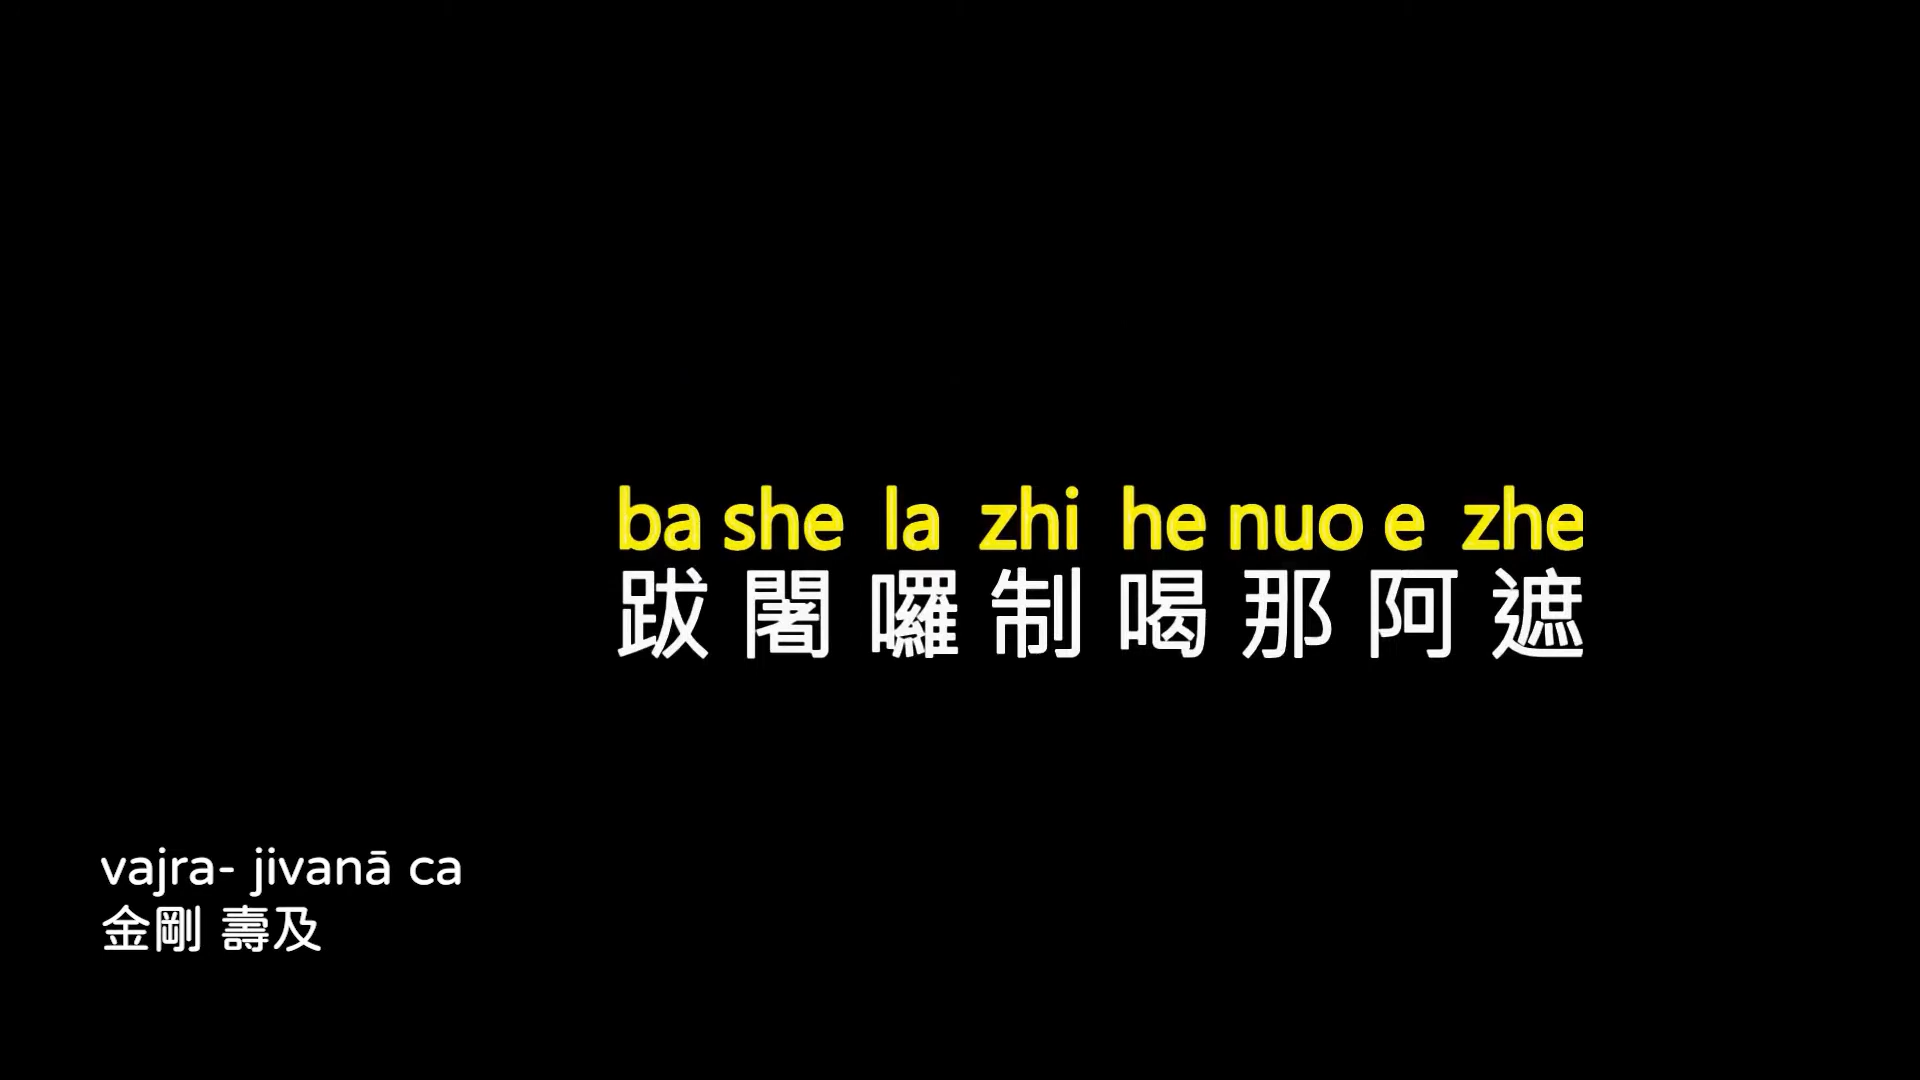 ba she la zhi he nuo e zhe
跋 闍 囉 制 喝 那 阿 遮
vajra- jivanā ca
金剛 壽及